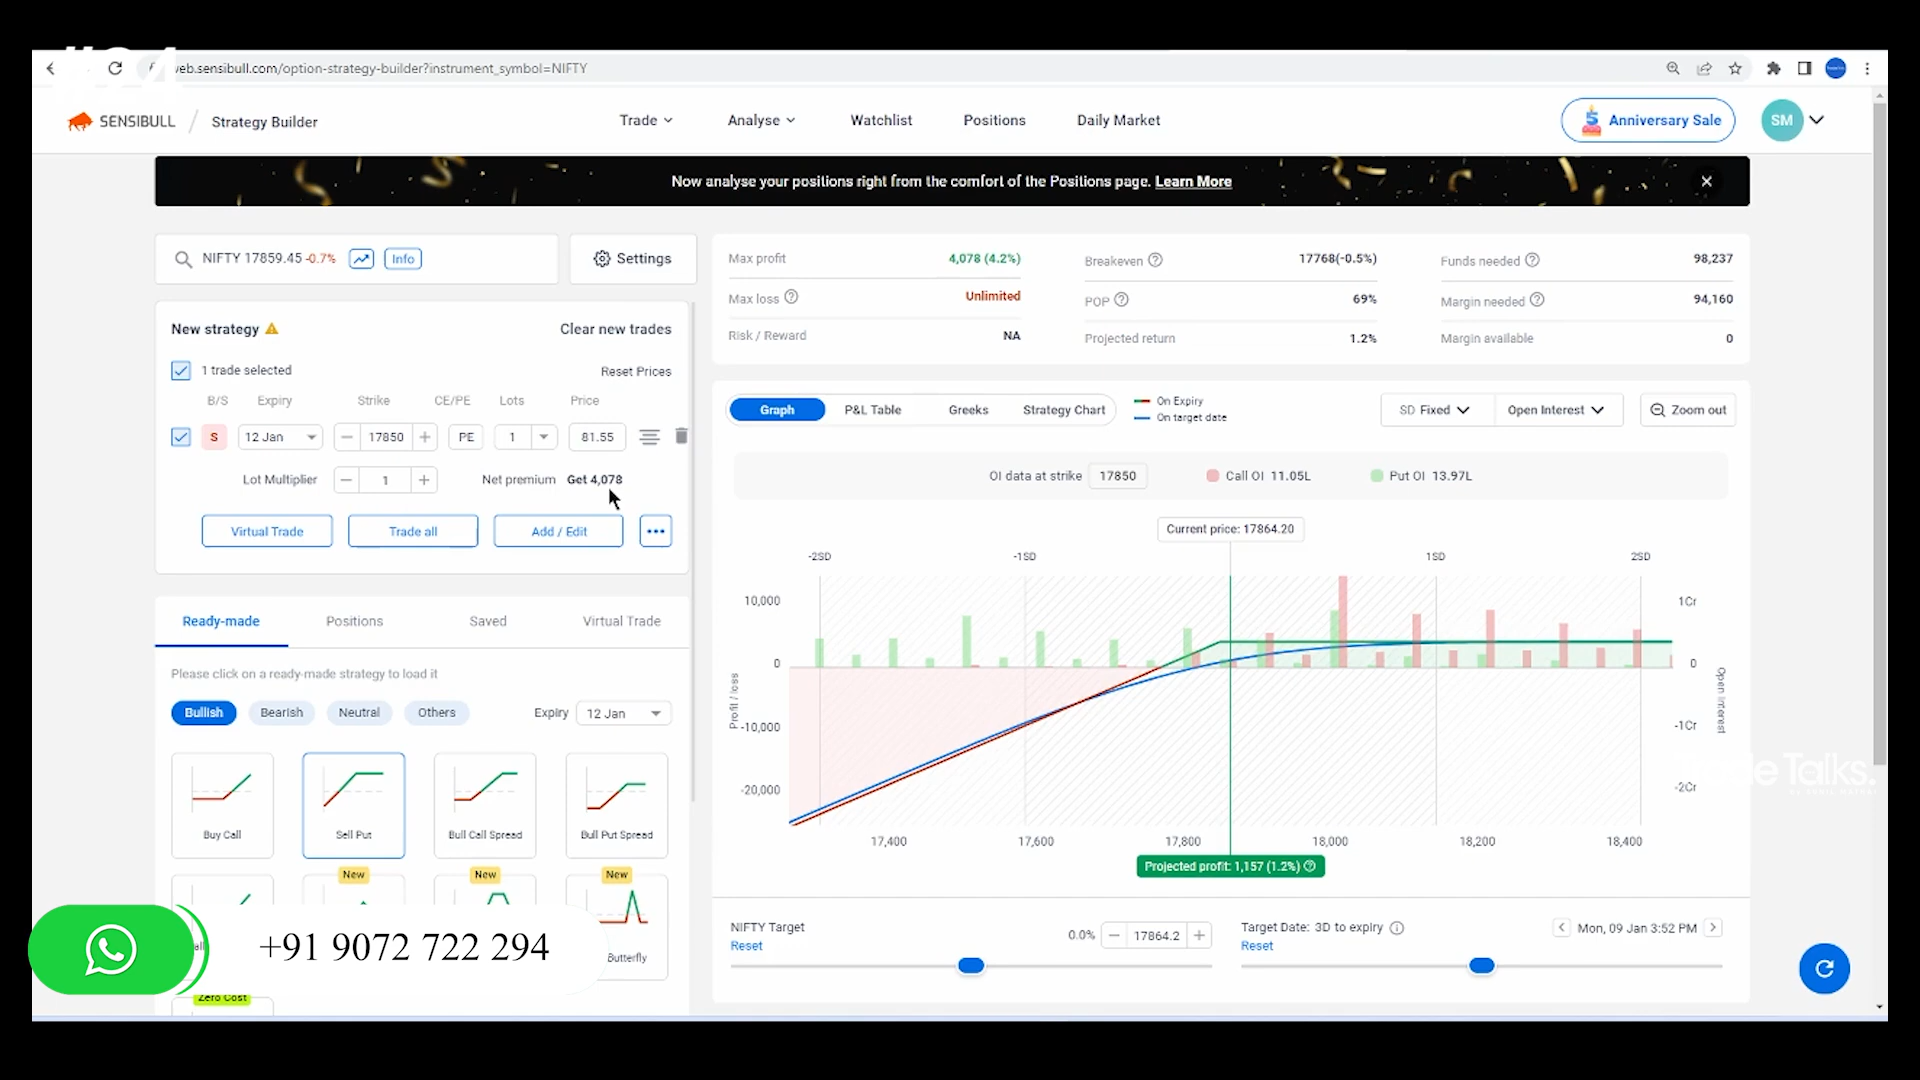 #24
web.sensibull.com/option-strategy-builder?instrument_symbol=NIFTY
SENSIBULL / Strategy Builder
Trade
Analyse
Watchlist
Positions
Daily Market
5 Anniversary Sale
SM
Now analyse your positions right from the comfort of the Positions page. Learn More
NIFTY 17859.45 -0.7% Info
Settings
New strategy
Clear new trades
1 trade selected
Reset Prices
B/S Expiry Strike CE/PE Lots Price
S 12 Jan − 17850 + PE 1 81.55
Lot Multiplier − 1 + Net premium Get 4,078
Virtual Trade
Trade all
Add / Edit
Ready-made
Positions
Saved
Virtual Trade
Please click on a ready-made strategy to load it
Bullish
Bearish
Neutral
Others
Expiry 12 Jan
Buy Call
Sell Put
Bull Call Spread
Bull Put Spread
New
New
New
Butterfly
Zero Cost
+91 9072 722 294
Max profit 4,078 (4.2%)
Max loss Unlimited
Risk / Reward NA
Breakeven 17768(-0.5%)
POP 69%
Projected return 1.2%
Funds needed 98,237
Margin needed 94,160
Margin available 0
Graph
P&L Table
Greeks
Strategy Chart
On Expiry
On target date
SD Fixed
Open Interest
Zoom out
OI data at strike 17850
Call OI 11.05L
Put OI 13.97L
Current price: 17864.20
-2SD -1SD 1SD 2SD
10,000
0
-10,000
-20,000
Profit / loss
1Cr
0
-1Cr
-2Cr
Open Interest
17,400 17,600 17,800 18,000 18,200 18,400
Projected profit: 1,157 (1.2%)
NIFTY Target
Reset
0.0% − 17864.2 +
Target Date: 3D to expiry
Reset
Mon, 09 Jan 3:52 PM
e Talks.